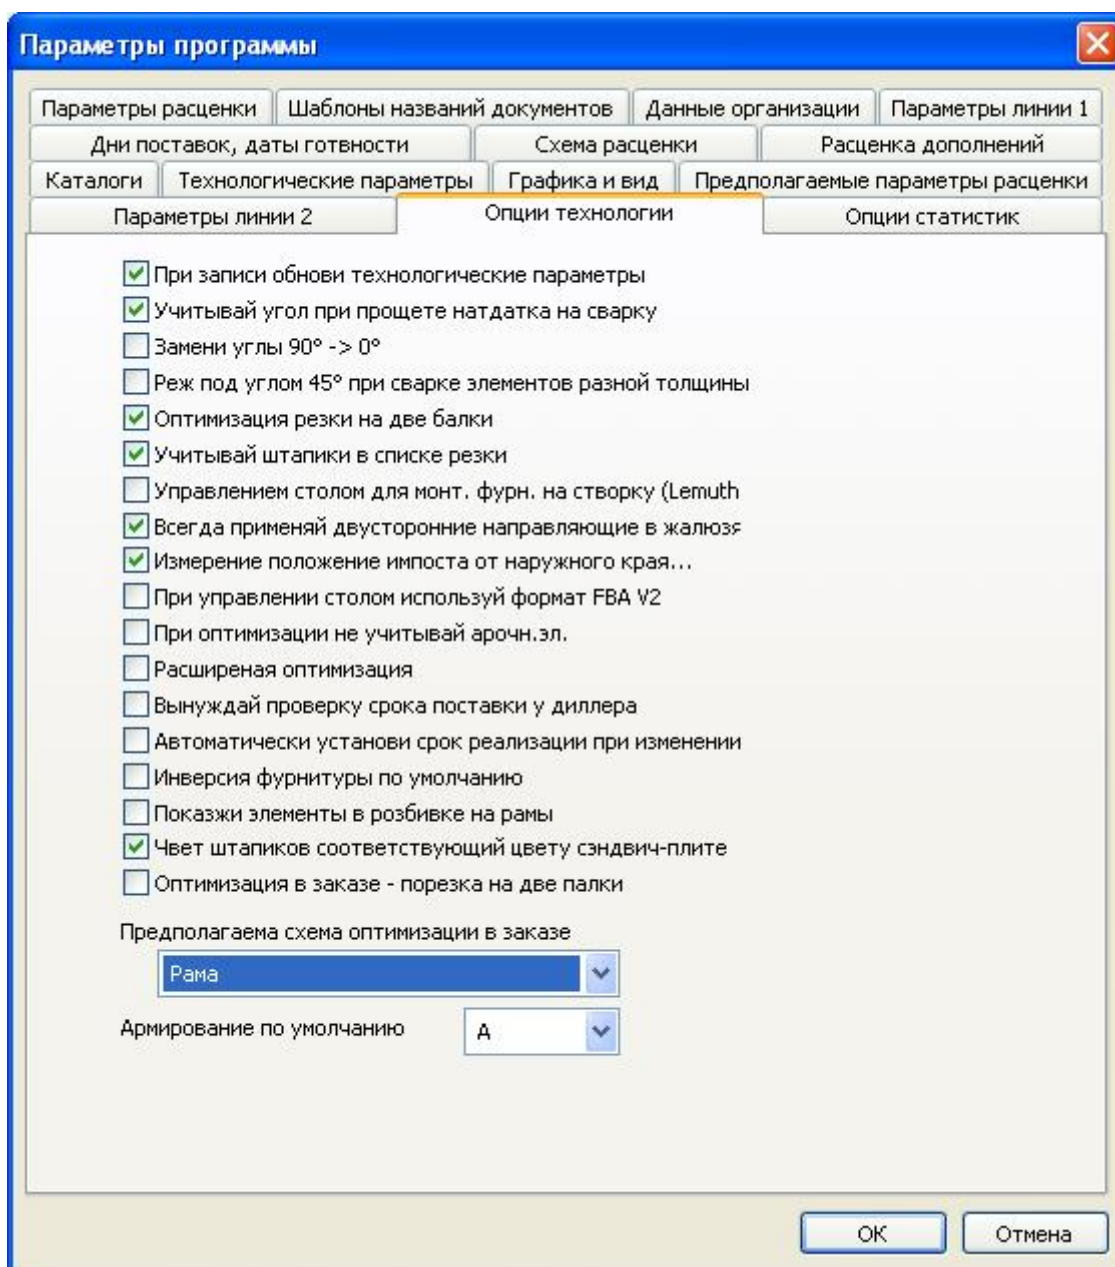 Параметры программы
Параметры расценки Шаблоны названий документов Данные организации Параметры линии 1
Дни поставок, даты готвности Схема расценки Расценка дополнений
Каталоги Технологические параметры Графика и вид Предполагаемые параметры расценки
Параметры линии 2 Опции технологии Опции статистик
При записи обнови технологические параметры
Учитывай угол при прощете натдатка на сварку
Замени углы 90° -> 0°
Реж под углом 45° при сварке элементов разной толщины
Оптимизация резки на две балки
Учитывай штапики в списке резки
Управлением столом для монт. фурн. на створку (Lemuth
Всегда применяй двусторонние направляющие в жалюзя
Измерение положение импоста от наружного края...
При управлении столом используй формат FBA V2
При оптимизации не учитывай арочн.эл.
Расширеная оптимизация
Вынуждай проверку срока поставки у диллера
Автоматически установи срок реализации при изменении
Инверсия фурнитуры по умолчанию
Показжи элементы в розбивке на рамы
Чвет штапиков соответствующий цвету сэндвич-плите
Оптимизация в заказе - порезка на две палки
Предполагаема схема оптимизации в заказе
Рама
Армирование по умолчанию A
ОК Отмена